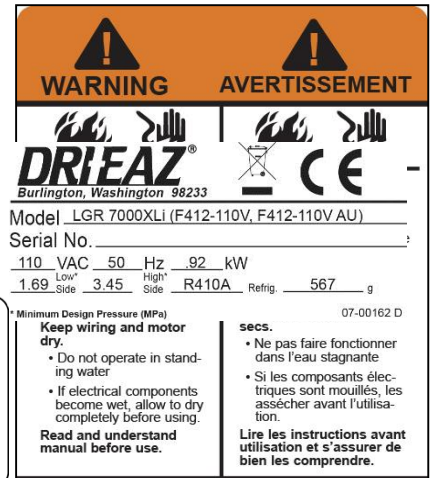 WARNING
AVERTISSEMENT
DRIEAZ®
Burlington, Washington 98233
CE
Model LGR 7000XLi (F412-110V, F412-110V AU)
Serial No.
110 VAC 50 Hz .92 kW
1.69 Low* Side 3.45 High* Side R410A Refrig. 567 g
* Minimum Design Pressure (MPa)
07-00162 D
Keep wiring and motor
dry.
• Do not operate in stand-
ing water
• If electrical components
become wet, allow to dry
completely before using.
Read and understand
manual before use.
secs.
• Ne pas faire fonctionner
dans l'eau stagnante
• Si les composants élec-
triques sont mouillés, les
assécher avant l'utilisa-
tion.
Lire les instructions avant
utilisation et s'assurer de
bien les comprendre.